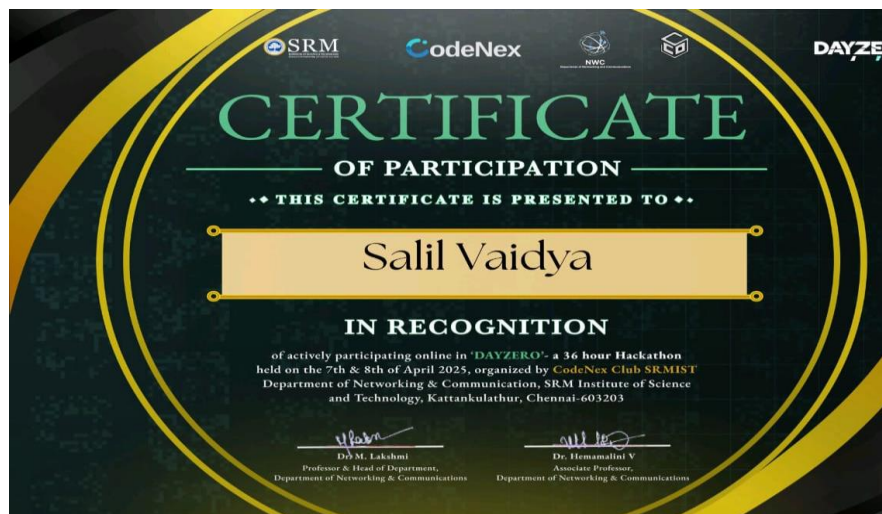 SRM
CodeNex
NWC
DAYZE
CERTIFICATE
OF PARTICIPATION
THIS CERTIFICATE IS PRESENTED TO
Salil Vaidya
IN RECOGNITION
of actively participating online in 'DAYZERO'- a 36 hour Hackathon
held on the 7th & 8th of April 2025, organized by CodeNex Club SRMIST
Department of Networking & Communication, SRM Institute of Science
and Technology, Kattankulathur, Chennai-603203
Dr. M. Lakshmi
Professor & Head of Department,
Department of Networking & Communications
Dr. Hemamalini V
Associate Professor,
Department of Networking & Communications